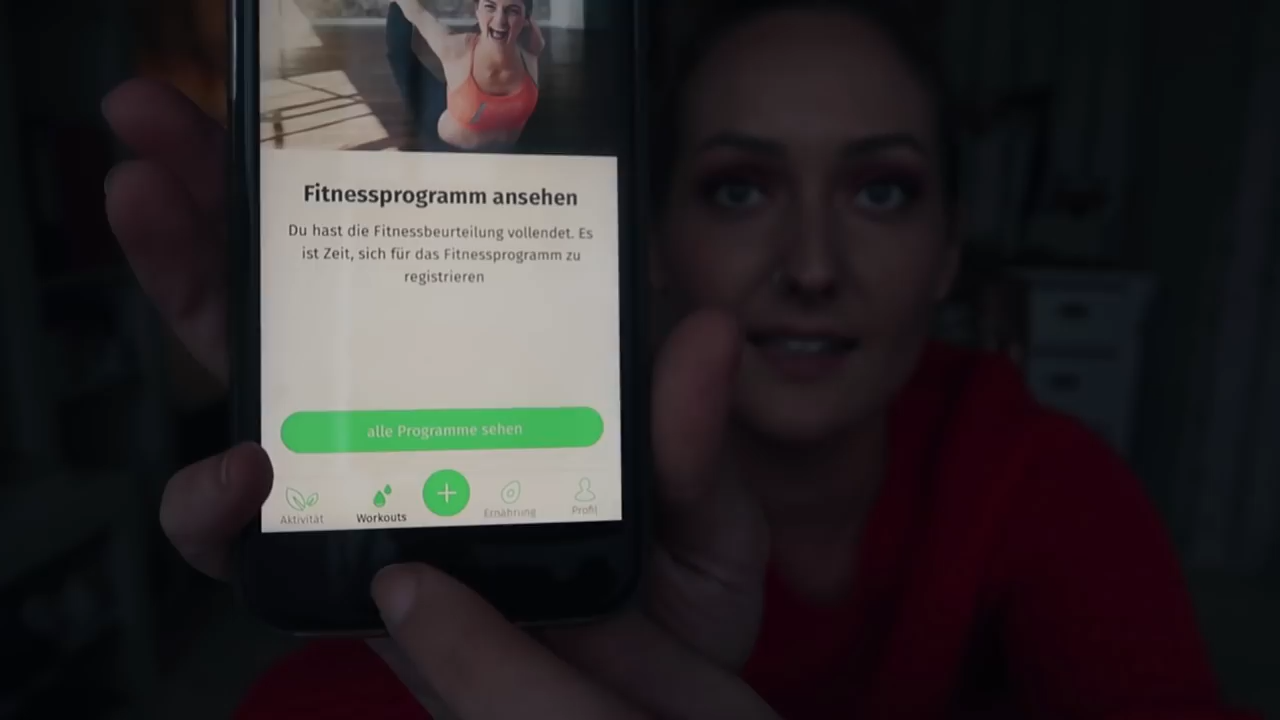 Fitnessprogramm ansehen
Du hast die Fitnessbeurteilung vollendet. Es
ist Zeit, sich für das Fitnessprogramm zu
registrieren
alle Programme sehen
Aktivität Workouts + Ernährung Profil